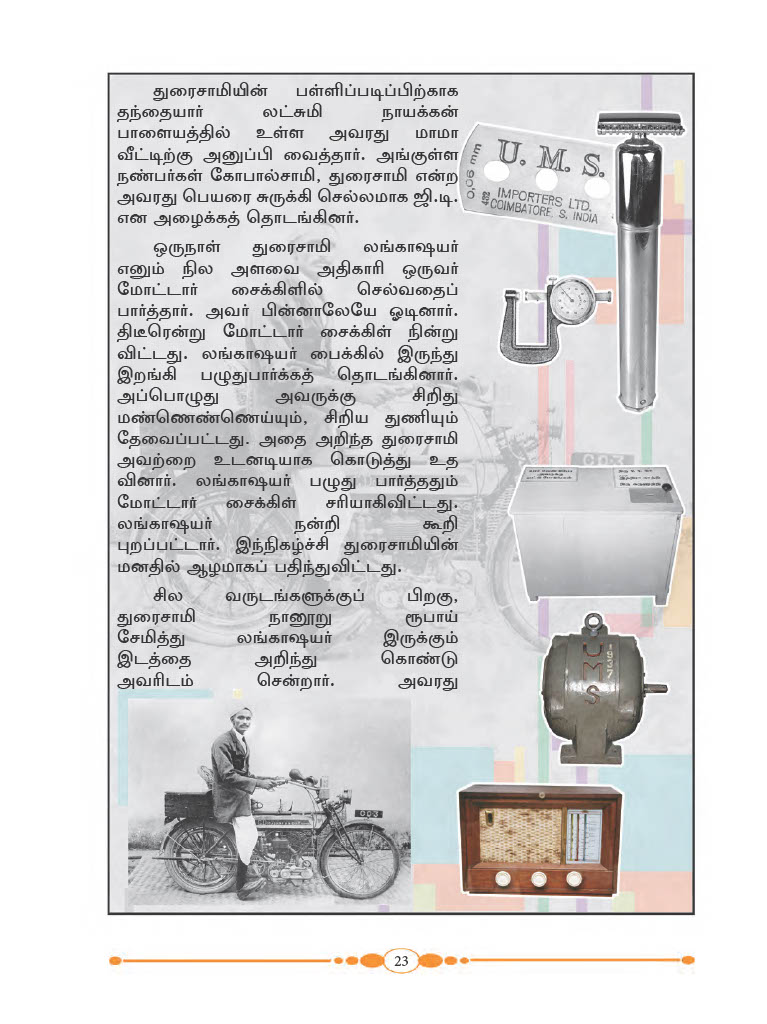 துரைசாமியின் பள்ளிப்படிப்பிற்காக
தந்தையார் லட்சுமி நாயக்கன்
பாளையத்தில் உள்ள அவரது மாமா
வீட்டிற்கு அனுப்பி வைத்தார். அங்குள்ள
நண்பர்கள் கோபால்சாமி, துரைசாமி என்ற
அவரது பெயரை சுருக்கி செல்லமாக ஜி.டி.
என அழைக்கத் தொடங்கினர்.
ஒருநாள் துரைசாமி லங்காஷயர்
எனும் நில அளவை அதிகாரி ஒருவர்
மோட்டார் சைக்கிளில் செல்வதைப்
பார்த்தார். அவர் பின்னாலேயே ஓடினார்.
திடீரென்று மோட்டார் சைக்கிள் நின்று
விட்டது. லங்காஷயர் பைக்கில் இருந்து
இறங்கி பழுதுபார்க்கத் தொடங்கினார்.
அப்பொழுது அவருக்கு சிறிது
மண்ணெண்ணெய்யும், சிறிய துணியும்
தேவைப்பட்டது. அதை அறிந்த துரைசாமி
அவற்றை உடனடியாக கொடுத்து உத
வினார். லங்காஷயர் பழுது பார்த்ததும்
மோட்டார் சைக்கிள் சரியாகிவிட்டது.
லங்காஷயர் நன்றி கூறி
புறப்பட்டார். இந்நிகழ்ச்சி துரைசாமியின்
மனதில் ஆழமாகப் பதிந்துவிட்டது.
சில வருடங்களுக்குப் பிறகு,
துரைசாமி நானூறு ரூபாய்
சேமித்து லங்காஷயர் இருக்கும்
இடத்தை அறிந்து கொண்டு
அவரிடம் சென்றார். அவரது
U. M. S.
0,06 mm
IMPORTERS LTD.
COIMBATORE, S. INDIA
UMS
1937
CO3
CO3
23